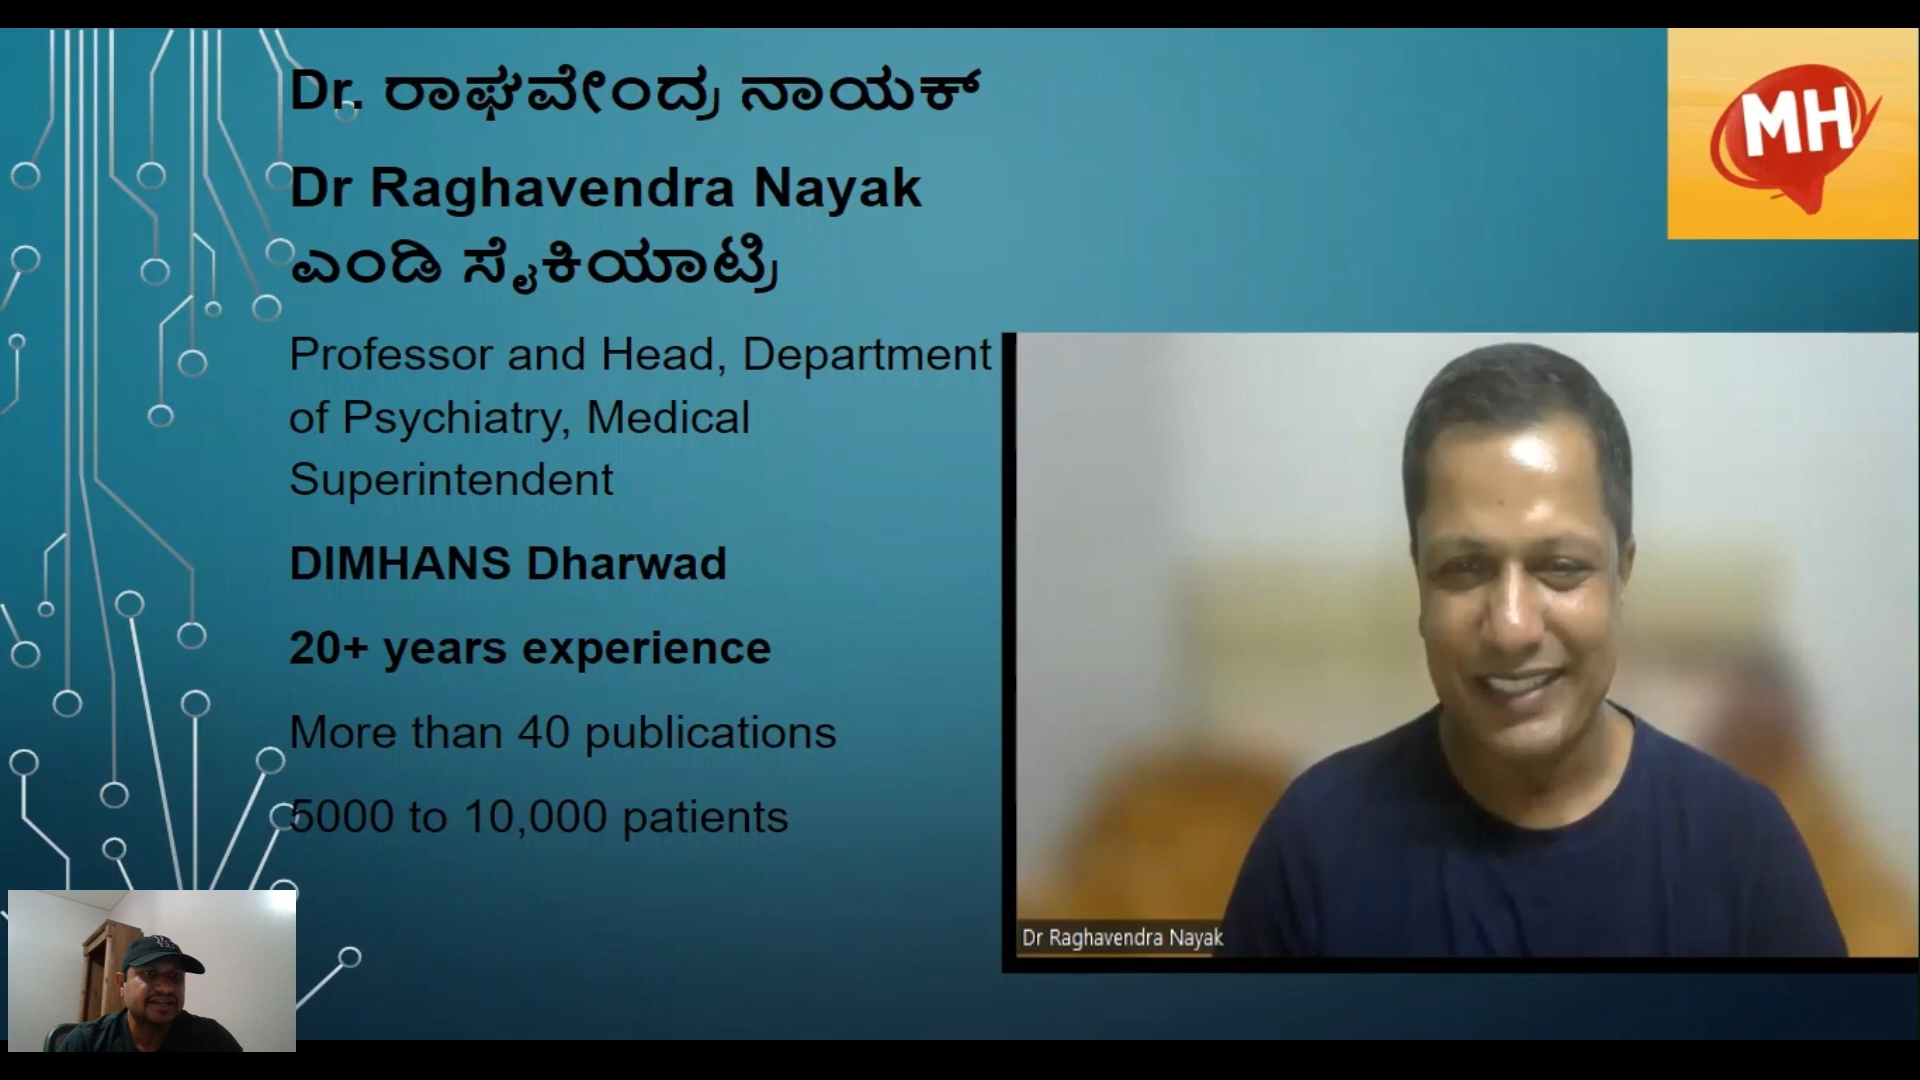 Dr. ರಾಘವೇಂದ್ರ ನಾಯಕ್
Dr Raghavendra Nayak
ಎಂಡಿ ಸೈಕಿಯಾಟ್ರಿ
Professor and Head, Department
of Psychiatry, Medical
Superintendent
DIMHANS Dharwad
20+ years experience
More than 40 publications
5000 to 10,000 patients
MH
Dr Raghavendra Nayak